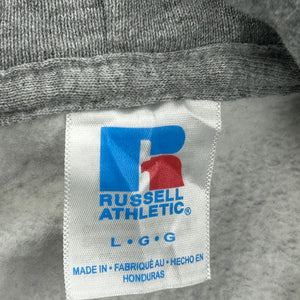 RUSSELL
ATHLETIC®
L • G • G
MADE IN • FABRIQUÉ AU • HECHO EN
HONDURAS